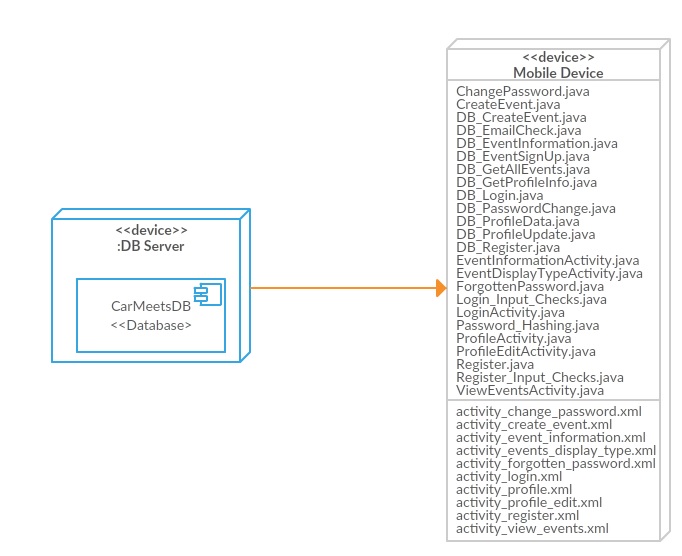 <<device>>
:DB Server
CarMeetsDB
<<Database>
<<device>>
Mobile Device
ChangePassword.java
CreateEvent.java
DB_CreateEvent.java
DB_EmailCheck.java
DB_EventInformation.java
DB_EventSignUp.java
DB_GetAllEvents.java
DB_GetProfileInfo.java
DB_Login.java
DB_PasswordChange.java
DB_ProfileData.java
DB_ProfileUpdate.java
DB_Register.java
EventInformationActivity.java
EventDisplayTypeActivity.java
ForgottenPassword.java
Login_Input_Checks.java
LoginActivity.java
Password_Hashing.java
ProfileActivity.java
ProfileEditActivity.java
Register.java
Register_Input_Checks.java
ViewEventsActivity.java
activity_change_password.xml
activity_create_event.xml
activity_event_information.xml
activity_events_display_type.xml
activity_forgotten_password.xml
activity_login.xml
activity_profile.xml
activity_profile_edit.xml
activity_register.xml
activity_view_events.xml